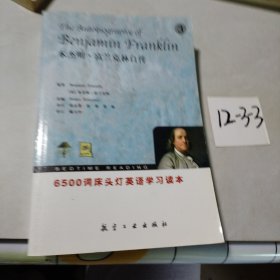 The Autobiography of
Benjamin Franklin
本杰明·富兰克林自传
12-3-3
BEDTIME READING
6500词床头灯英语学习读本
航空工业出版社